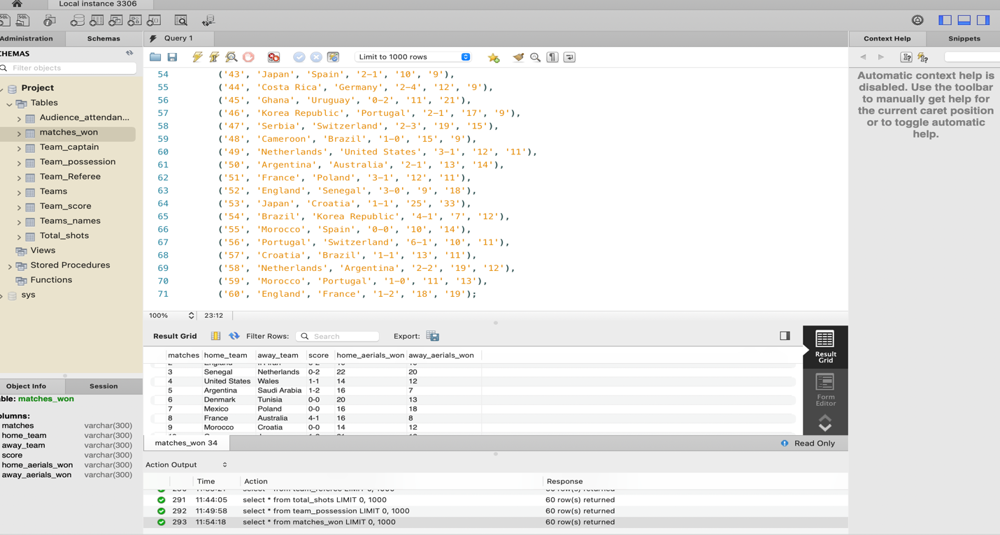 Local instance 3306
Administration
Schemas
Query 1
Context Help
Snippets
CHEMAS
Filter objects
Limit to 1000 rows
Project
Tables
Audience_attendan...
matches_won
Team_captain
Team_possession
Team_Referee
Teams
Team_score
Teams_names
Total_shots
Views
Stored Procedures
Functions
sys
54 ('43', 'Japan', 'Spain', '2-1', '10', '9'),
55 ('44', 'Costa Rica', 'Germany', '2-4', '12', '9'),
56 ('45', 'Ghana', 'Uruguay', '0-2', '11', '21'),
57 ('46', 'Korea Republic', 'Portugal', '2-1', '17', '9'),
58 ('47', 'Serbia', 'Switzerland', '2-3', '19', '15'),
59 ('48', 'Cameroon', 'Brazil', '1-0', '15', '9'),
60 ('49', 'Netherlands', 'United States', '3-1', '12', '11'),
61 ('50', 'Argentina', 'Australia', '2-1', '13', '14'),
62 ('51', 'France', 'Poland', '3-1', '12', '11'),
63 ('52', 'England', 'Senegal', '3-0', '9', '18'),
64 ('53', 'Japan', 'Croatia', '1-1', '25', '33'),
65 ('54', 'Brazil', 'Korea Republic', '4-1', '7', '12'),
66 ('55', 'Morocco', 'Spain', '0-0', '10', '14'),
67 ('56', 'Portugal', 'Switzerland', '6-1', '10', '11'),
68 ('57', 'Croatia', 'Brazil', '1-1', '13', '11'),
69 ('58', 'Netherlands', 'Argentina', '2-2', '19', '12'),
70 ('59', 'Morocco', 'Portugal', '1-0', '11', '13'),
71 ('60', 'England', 'France', '1-2', '18', '19');
100% 23:12
Automatic context help is
disabled. Use the toolbar
to manually get help for
the current caret position
or to toggle automatic
help.
Result Grid Filter Rows: Search Export:
matches home_team away_team score home_aerials_won away_aerials_won
3 Senegal Netherlands 0-2 22 20
4 United States Wales 1-1 14 12
5 Argentina Saudi Arabia 1-2 16 7
6 Denmark Tunisia 0-0 20 13
7 Mexico Poland 0-0 16 18
8 France Australia 4-1 16 8
9 Morocco Croatia 0-0 14 12
Result
Grid
Form
Editor
matches_won 34
Read Only
Object Info
Session
able: matches_won
olumns:
matches varchar(300)
home_team varchar(300)
away_team varchar(300)
score varchar(300)
home_aerials_won varchar(300)
away_aerials_won varchar(300)
Action Output
Time Action Response
291 11:44:05 select * from total_shots LIMIT 0, 1000 60 row(s) returned
292 11:49:58 select * from team_possession LIMIT 0, 1000 60 row(s) returned
293 11:54:18 select * from matches_won LIMIT 0, 1000 60 row(s) returned